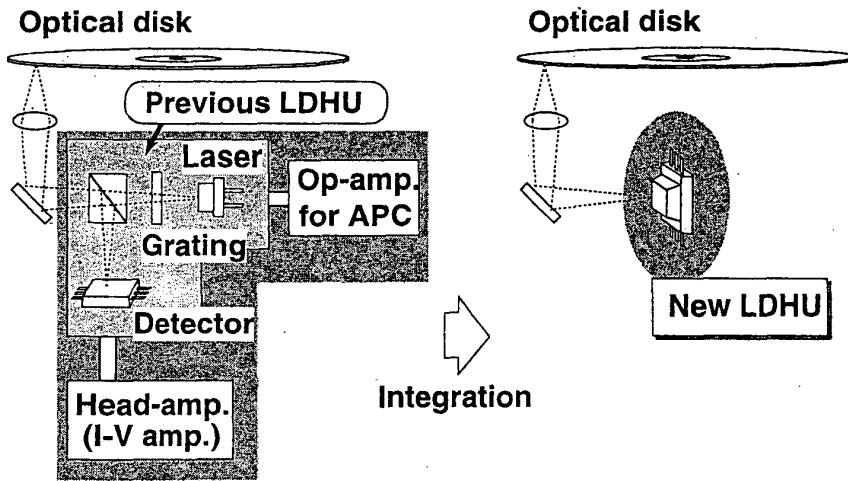 Optical disk
Optical disk
Previous LDHU
Laser
Op-amp.
for APC
Grating
Detector
New LDHU
Integration
Head-amp.
(I-V amp.)